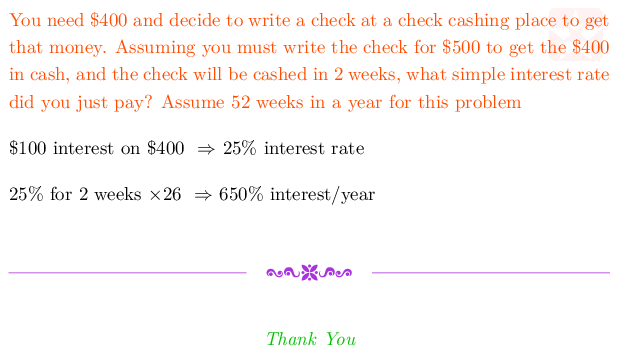 You need $400 and decide to write a check at a check cashing place to get
that money. Assuming you must write the check for $500 to get the $400
in cash, and the check will be cashed in 2 weeks, what simple interest rate
did you just pay? Assume 52 weeks in a year for this problem
$100 interest on $400 ⇒ 25% interest rate
25% for 2 weeks ×26 ⇒ 650% interest/year
Thank You